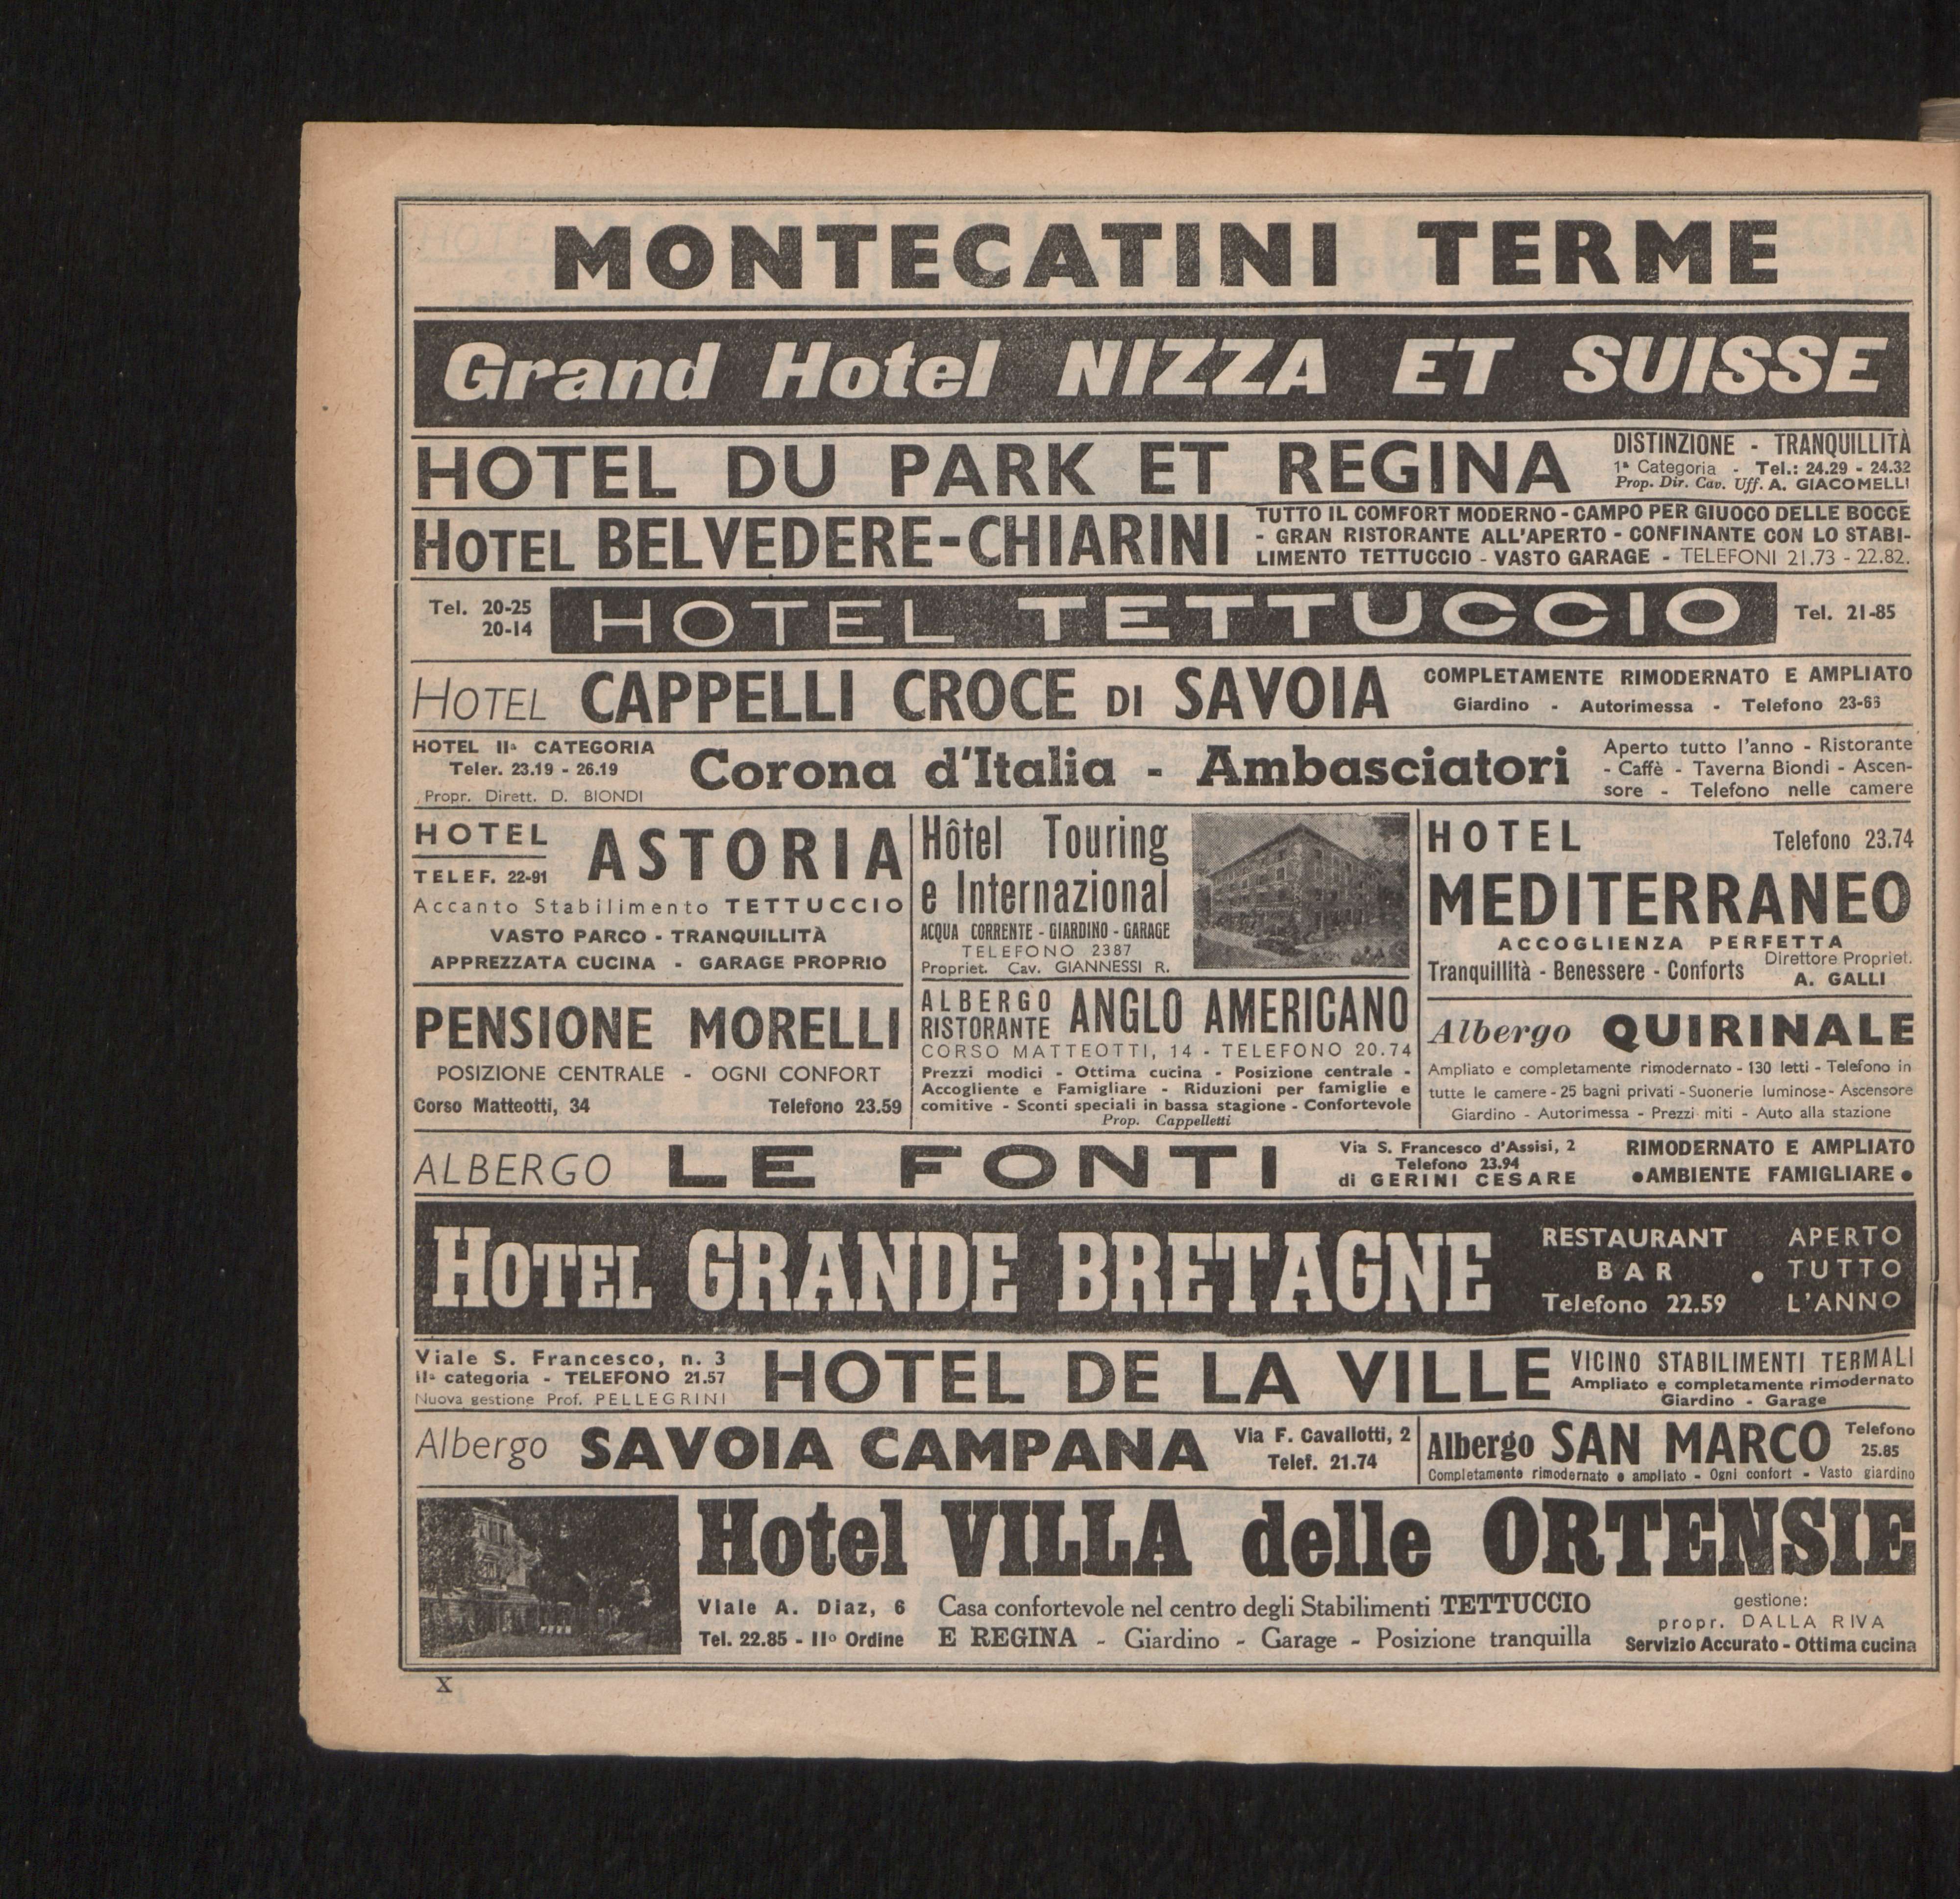 MONTECATINI TERME
Grand Hotel NIZZA ET SUISSE
HOTEL DU PARK ET REGINA
DISTINZIONE - TRANQUILLITÀ
1ª Categoria - Tel.: 24.29 - 24.32
Prop. Dir. Cav. Uff. A. GIACOMELLI
HOTEL BELVEDERE-CHIARINI
TUTTO IL COMFORT MODERNO - CAMPO PER GIUOCO DELLE BOCCE
- GRAN RISTORANTE ALL'APERTO - CONFINANTE CON LO STABI-
LIMENTO TETTUCCIO - VASTO GARAGE - TELEFONI 21.73 - 22.82.
Tel. 20-25
20-14
HOTEL TETTUCCIO
Tel. 21-85
HOTEL CAPPELLI CROCE DI SAVOIA
COMPLETAMENTE RIMODERNATO E AMPLIATO
Giardino - Autorimessa - Telefono 23-63
HOTEL IIª CATEGORIA
Teler. 23.19 - 26.19
Propr. Dirett. D. BIONDI
Corona d'Italia - Ambasciatori
Aperto tutto l'anno - Ristorante
- Caffè - Taverna Biondi - Ascen-
sore - Telefono nelle camere
HOTEL
TELEF. 22-91
ASTORIA
Accanto Stabilimento TETTUCCIO
VASTO PARCO - TRANQUILLITÀ
APPREZZATA CUCINA - GARAGE PROPRIO
PENSIONE MORELLI
POSIZIONE CENTRALE - OGNI CONFORT
Corso Matteotti, 34 Telefono 23.59
Hôtel Touring
e Internazional
ACQUA CORRENTE - GIARDINO - GARAGE
TELEFONO 2387
Propriet. Cav. GIANNESSI R.
ALBERGO
RISTORANTE
ANGLO AMERICANO
CORSO MATTEOTTI, 14 - TELEFONO 20.74
Prezzi modici - Ottima cucina - Posizione centrale -
Accogliente e Famigliare - Riduzioni per famiglie e
comitive - Sconti speciali in bassa stagione - Confortevole
Prop. Cappelletti
HOTEL Telefono 23.74
MEDITERRANEO
ACCOGLIENZA PERFETTA
Tranquillità - Benessere - Conforts
Direttore Propriet.
A. GALLI
Albergo QUIRINALE
Ampliato e completamente rimodernato - 130 letti - Telefono in
tutte le camere - 25 bagni privati - Suonerie luminose - Ascensore
Giardino - Autorimessa - Prezzi miti - Auto alla stazione
ALBERGO LE FONTI
Via S. Francesco d'Assisi, 2
Telefono 23.94
di GERINI CESARE
RIMODERNATO E AMPLIATO
•AMBIENTE FAMIGLIARE•
HOTEL GRANDE BRETAGNE
RESTAURANT
BAR
Telefono 22.59
•
APERTO
TUTTO
L'ANNO
Viale S. Francesco, n. 3
IIª categoria - TELEFONO 21.57
Nuova gestione Prof. PELLEGRINI
HOTEL DE LA VILLE
VICINO STABILIMENTI TERMALI
Ampliato e completamente rimodernato
Giardino - Garage
Albergo SAVOIA CAMPANA
Via F. Cavallotti, 2
Telef. 21.74
Albergo SAN MARCO
Telefono
25.85
Completamente rimodernato e ampliato - Ogni confort - Vasto giardino
Hotel VILLA delle ORTENSIE
Viale A. Diaz, 6
Tel. 22.85 - IIº Ordine
Casa confortevole nel centro degli Stabilimenti TETTUCCIO
E REGINA - Giardino - Garage - Posizione tranquilla
gestione:
propr. DALLA RIVA
Servizio Accurato - Ottima cucina
X